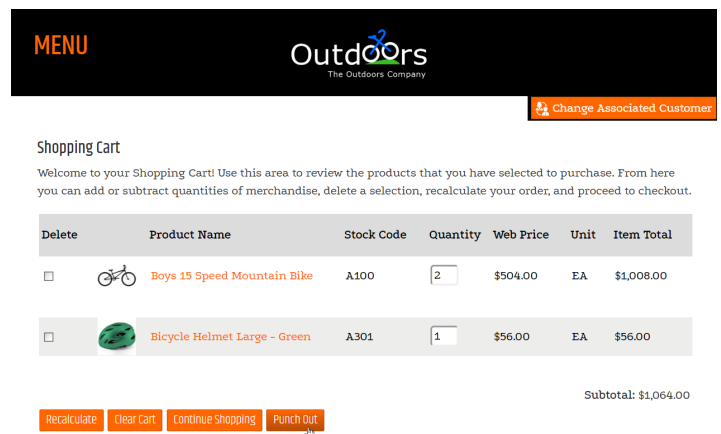 MENU
Outdoors
The Outdoors Company
Change Associated Customer
Shopping Cart
Welcome to your Shopping Cart! Use this area to review the products that you have selected to purchase. From here
you can add or subtract quantities of merchandise, delete a selection, recalculate your order, and proceed to checkout.
Delete Product Name Stock Code Quantity Web Price Unit Item Total
Boys 15 Speed Mountain Bike A100 2 $504.00 EA $1,008.00
Bicycle Helmet Large - Green A301 1 $56.00 EA $56.00
Subtotal: $1,064.00
Recalculate Clear Cart Continue Shopping Punch Out